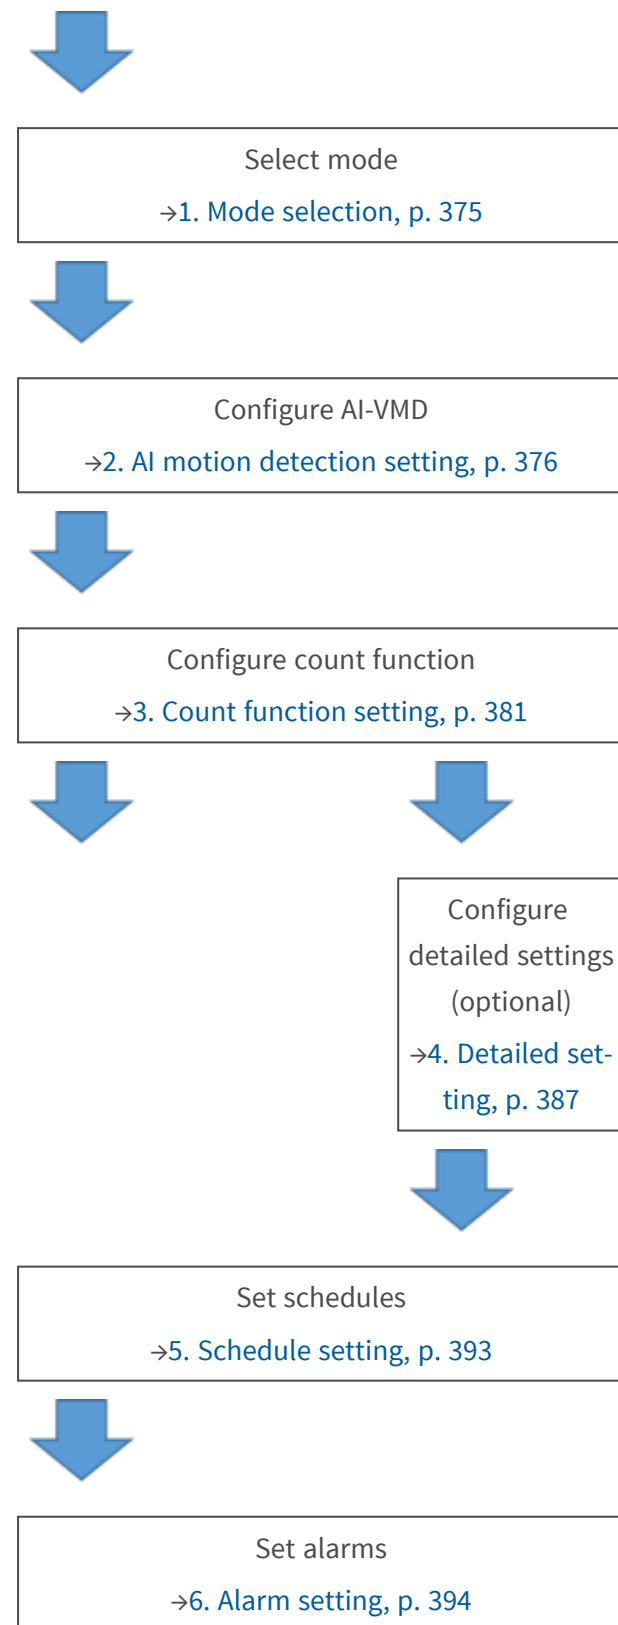 Select mode
→1. Mode selection, p. 375
Configure AI-VMD
→2. AI motion detection setting, p. 376
Configure count function
→3. Count function setting, p. 381
Configure
detailed settings
(optional)
→4. Detailed set-
ting, p. 387
Set schedules
→5. Schedule setting, p. 393
Set alarms
→6. Alarm setting, p. 394